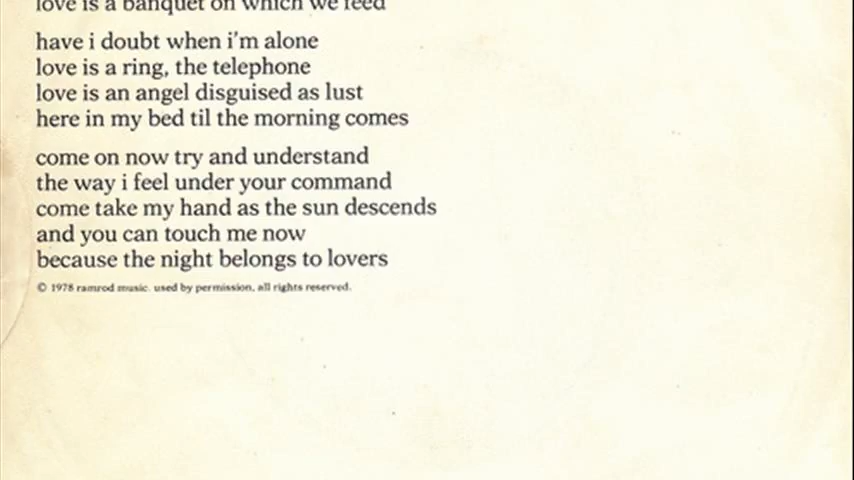 love is a banquet on which we feed
have i doubt when i'm alone
love is a ring, the telephone
love is an angel disguised as lust
here in my bed til the morning comes
come on now try and understand
the way i feel under your command
come take my hand as the sun descends
and you can touch me now
because the night belongs to lovers
© 1978 ramrod music. used by permission, all rights reserved.